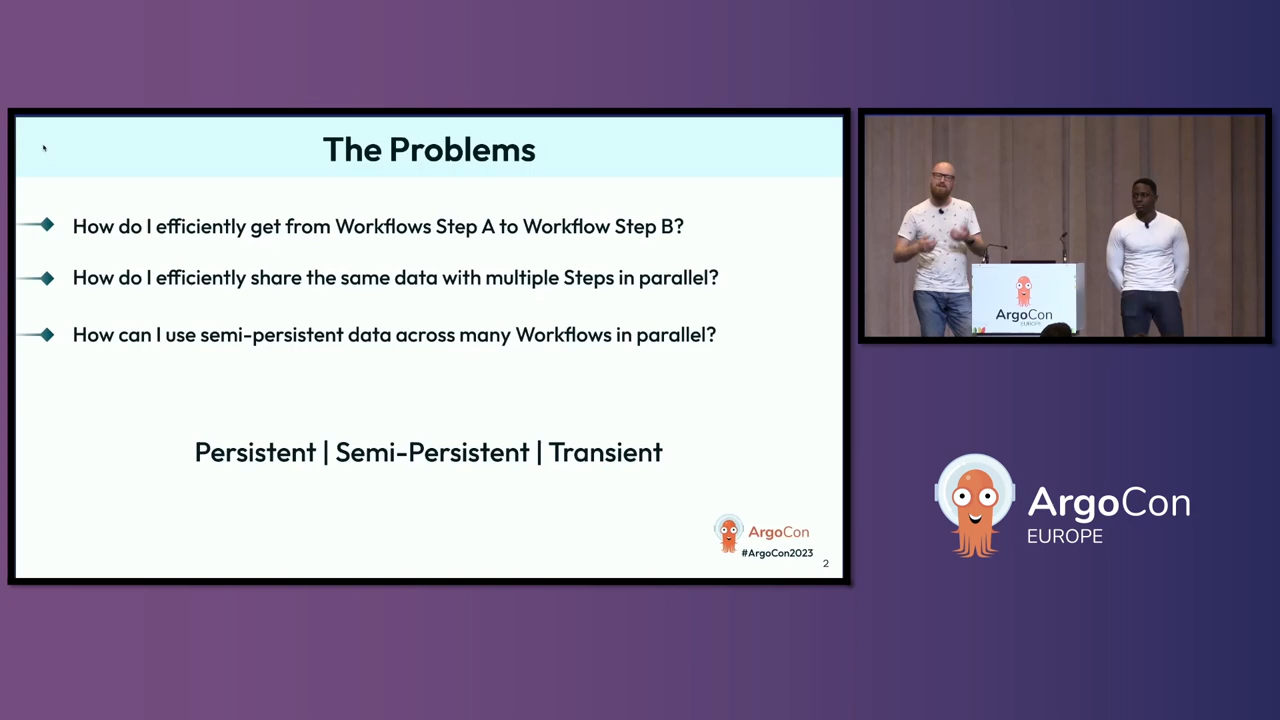 The Problems
How do I efficiently get from Workflows Step A to Workflow Step B?
How do I efficiently share the same data with multiple Steps in parallel?
How can I use semi-persistent data across many Workflows in parallel?
Persistent | Semi-Persistent | Transient
ArgoCon
#ArgoCon2023
2
ArgoCon
EUROPE
ArgoCon
EUROPE